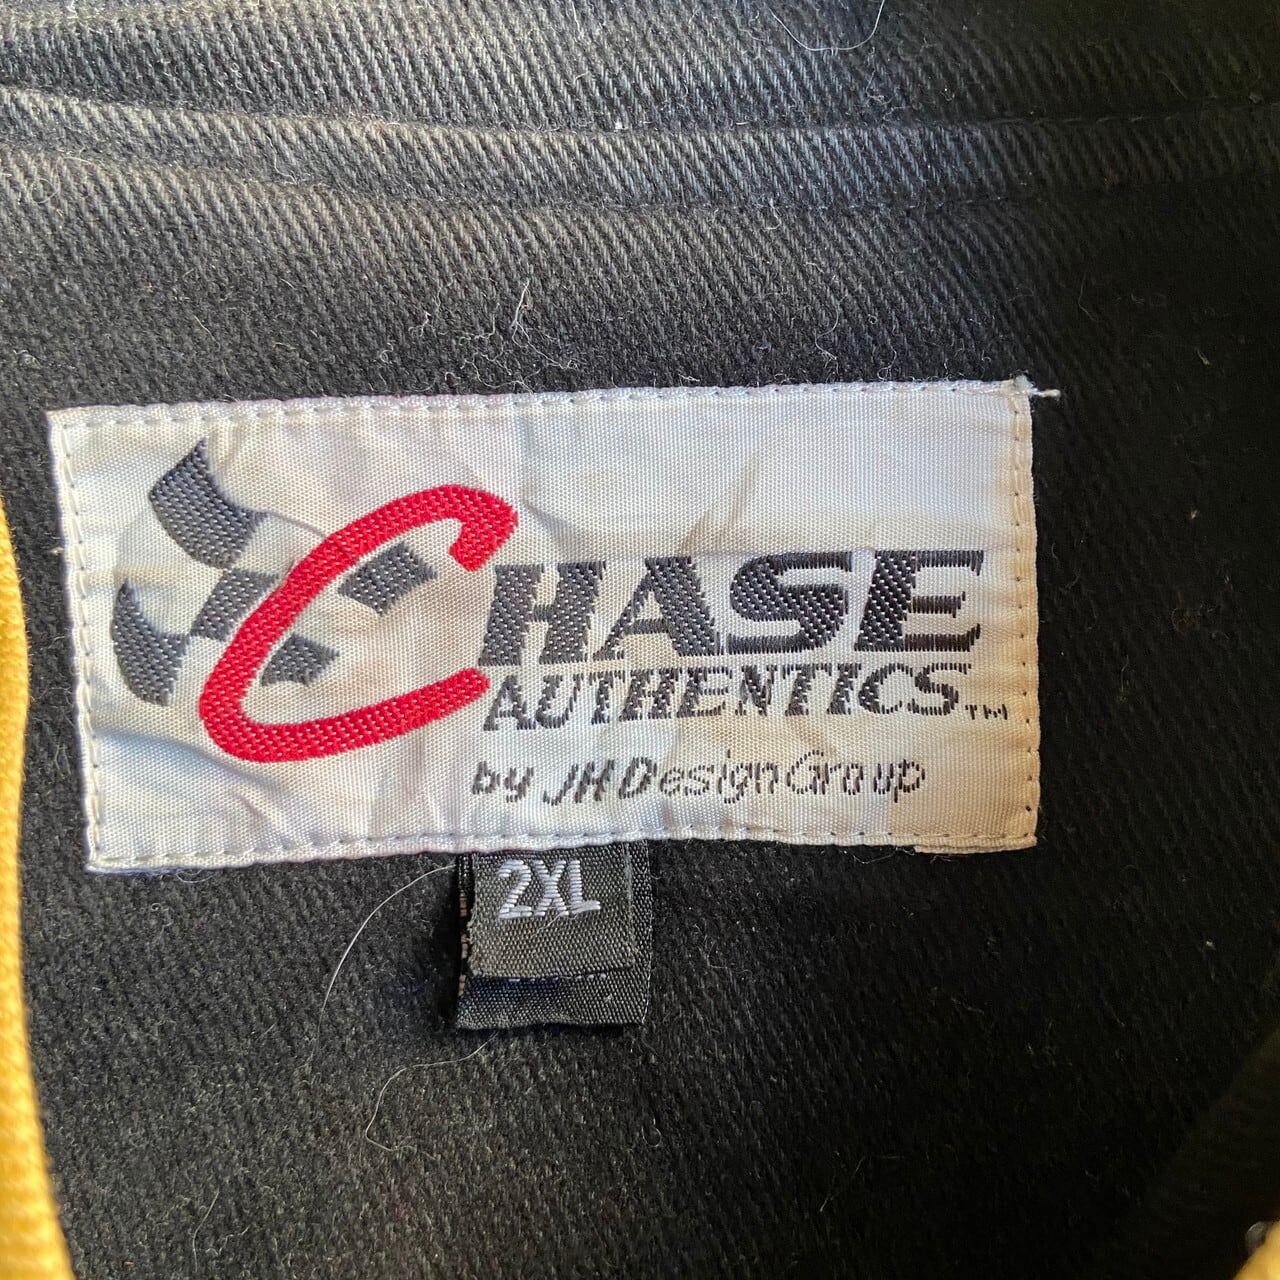 CHASE
AUTHENTICS™
by JH Design Group
2XL